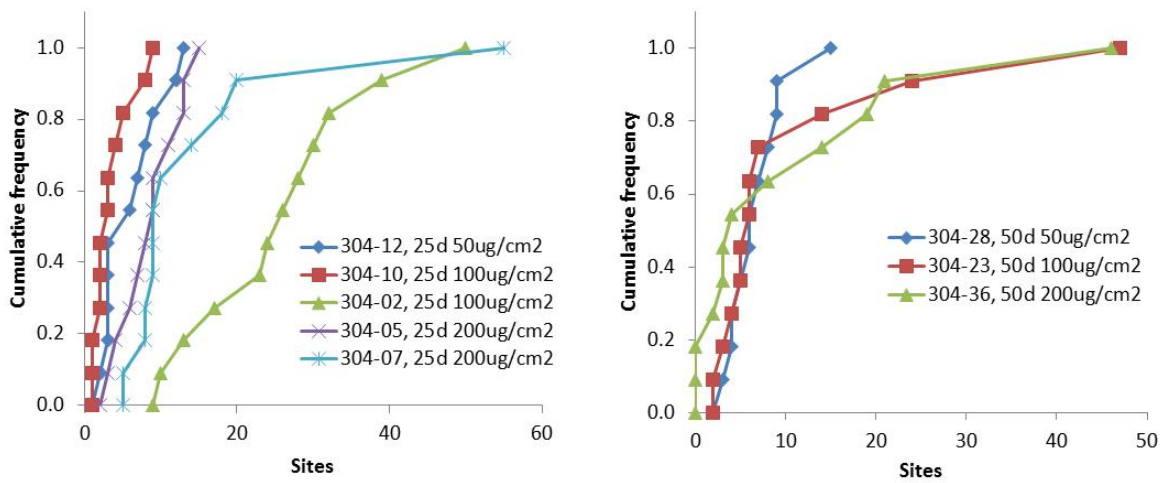 1.0
0.8
0.6
0.4
0.2
0.0
Cumulative frequency
304-12, 25d 50ug/cm2
304-10, 25d 100ug/cm2
304-02, 25d 100ug/cm2
304-05, 25d 200ug/cm2
304-07, 25d 200ug/cm2
0 20 40 60
Sites
1.0
0.8
0.6
0.4
0.2
0.0
Cumulative frequency
304-28, 50d 50ug/cm2
304-23, 50d 100ug/cm2
304-36, 50d 200ug/cm2
0 10 20 30 40 50
Sites